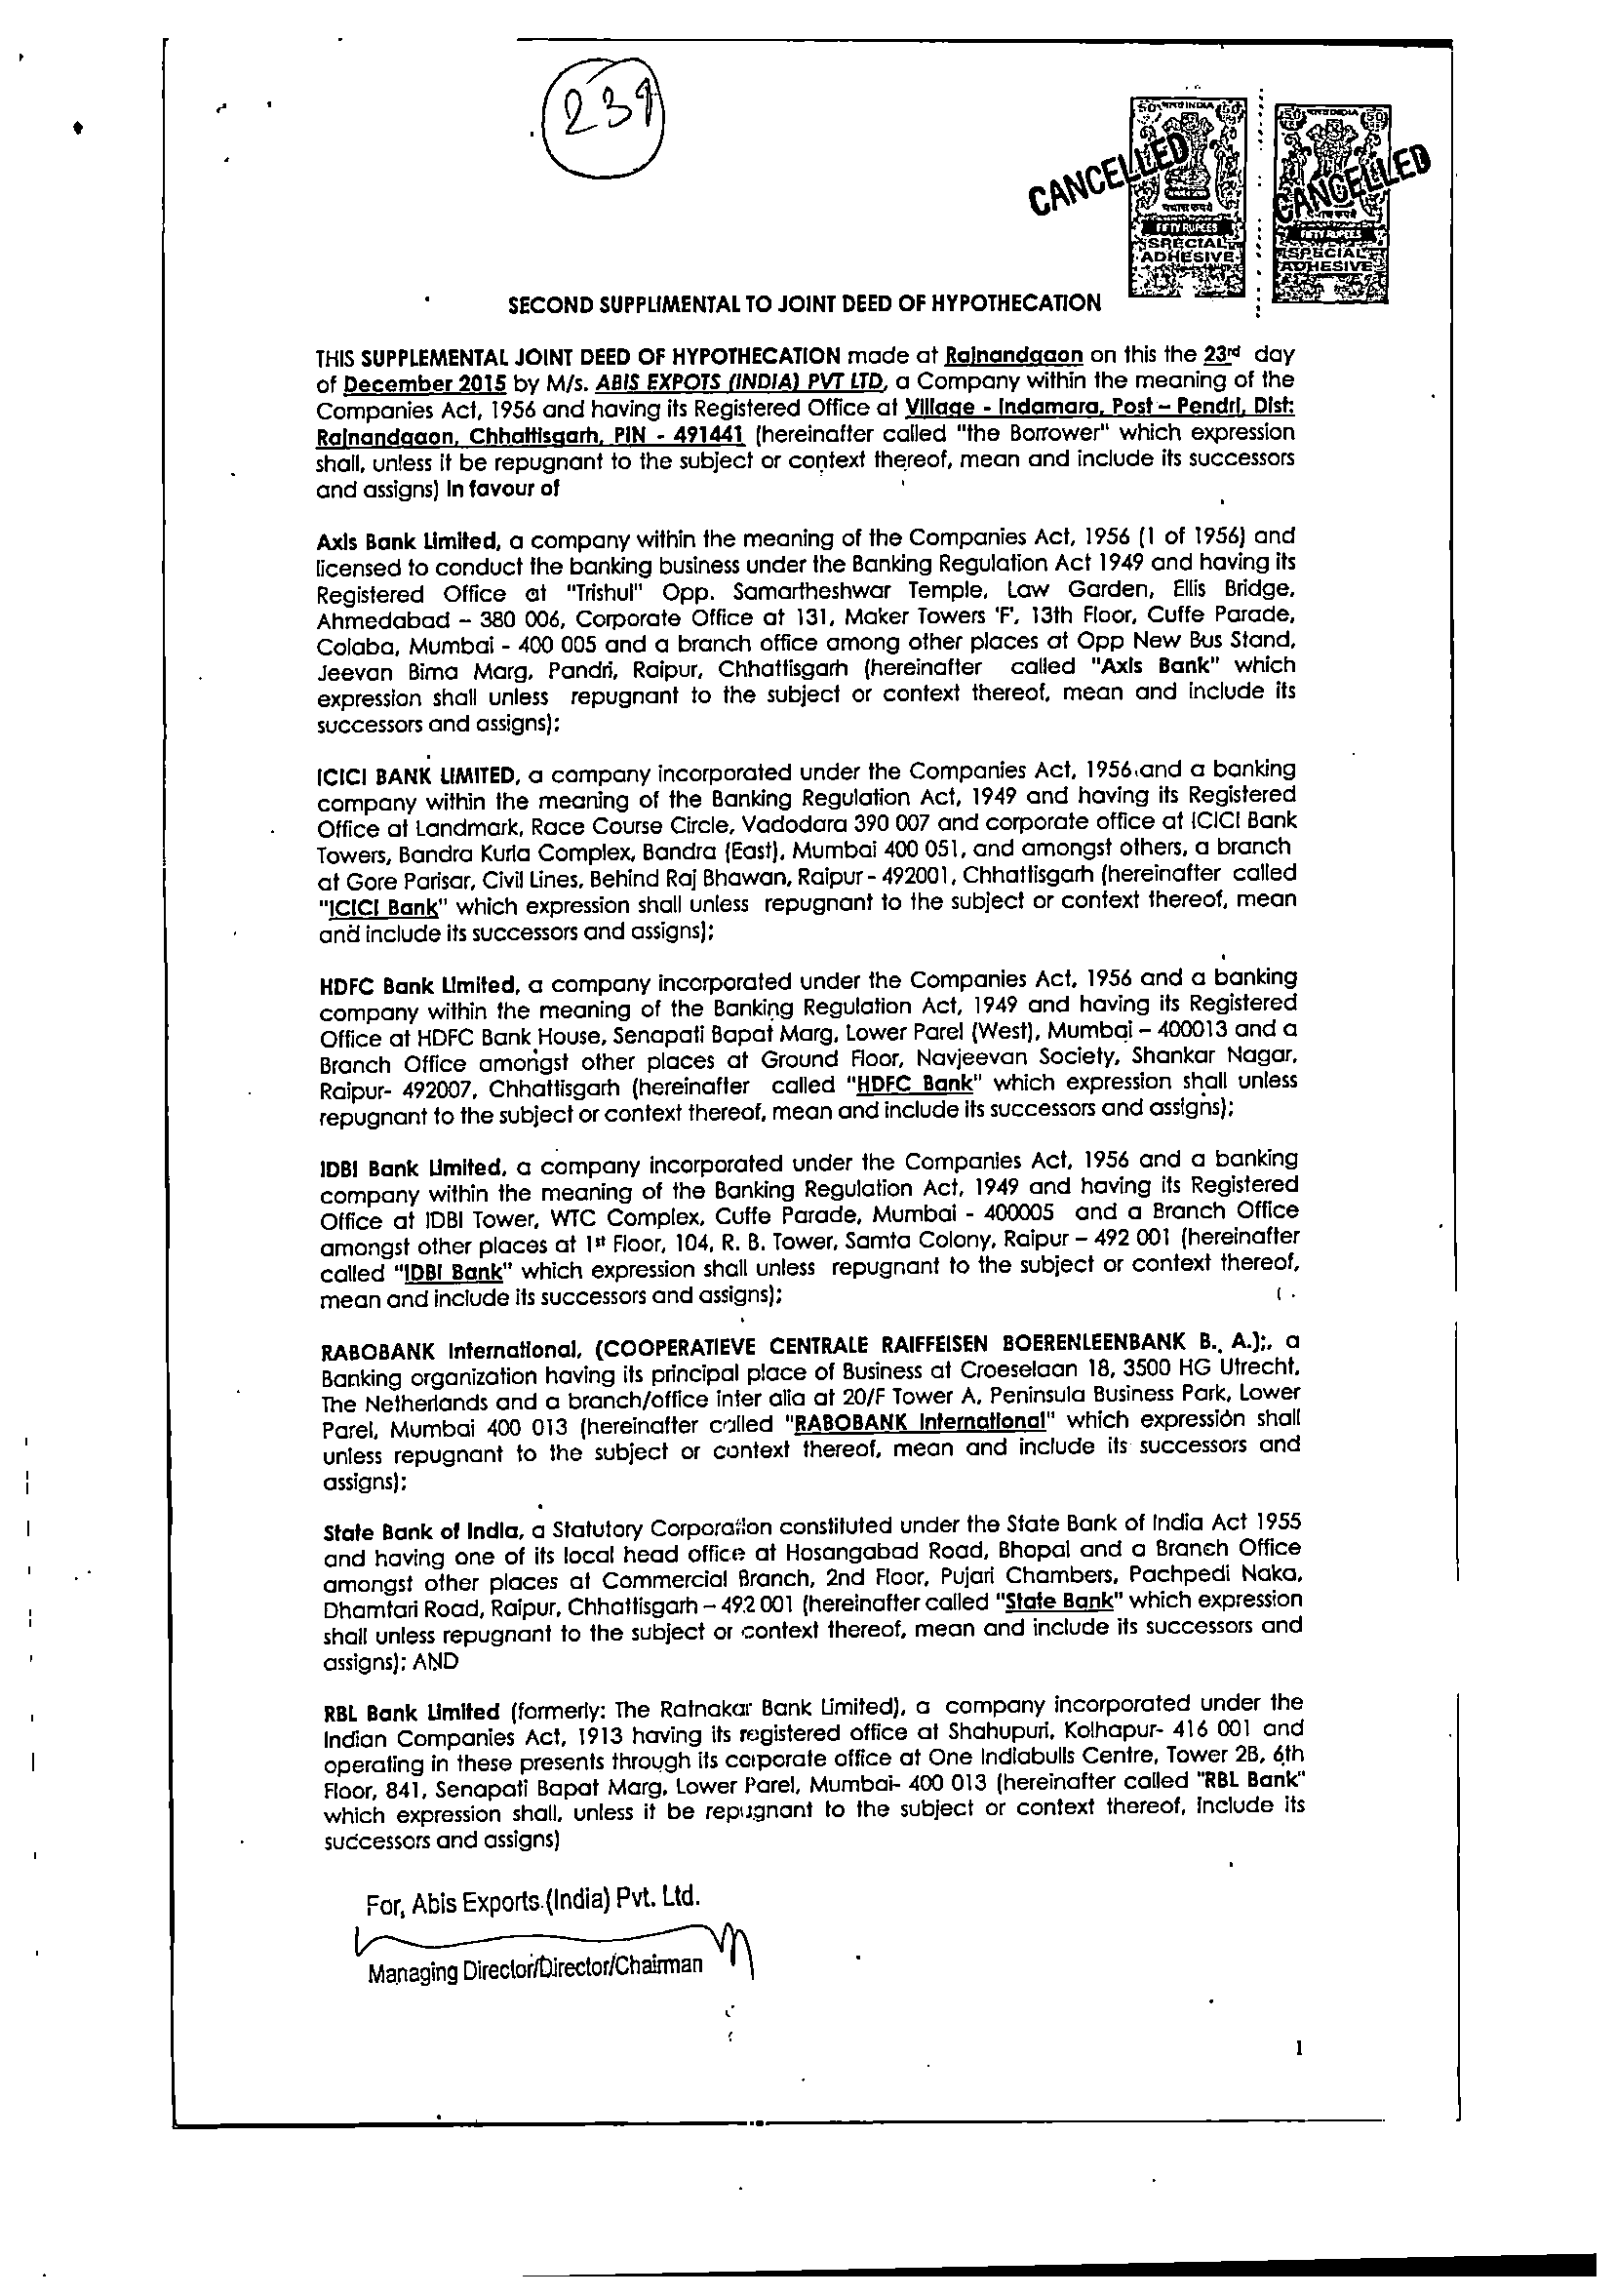 239
50 भारत INDIA 50
CANCELLED
CANCELLED
FIFTY RUPEES
SPECIAL
ADHESIVE
FIFTY RUPEES
SPECIAL
ADHESIVE
SECOND SUPPLIMENTAL TO JOINT DEED OF HYPOTHECATION
THIS SUPPLEMENTAL JOINT DEED OF HYPOTHECATION made at Rajnandgaon on this the 23rd day
of December 2015 by M/s. ABIS EXPOTS (INDIA) PVT LTD, a Company within the meaning of the
Companies Act, 1956 and having its Registered Office at Village - Indamara, Post – Pendri, Dist:
Rajnandgaon, Chhattisgarh, PIN - 491441 (hereinafter called "the Borrower" which expression
shall, unless it be repugnant to the subject or context thereof, mean and include its successors
and assigns) In favour of
Axis Bank Limited, a company within the meaning of the Companies Act, 1956 (1 of 1956) and
licensed to conduct the banking business under the Banking Regulation Act 1949 and having its
Registered Office at "Trishul" Opp. Samartheshwar Temple, Law Garden, Ellis Bridge,
Ahmedabad – 380 006, Corporate Office at 131, Maker Towers 'F', 13th Floor, Cuffe Parade,
Colaba, Mumbai - 400 005 and a branch office among other places at Opp New Bus Stand,
Jeevan Bima Marg, Pandri, Raipur, Chhattisgarh (hereinafter called "Axis Bank" which
expression shall unless repugnant to the subject or context thereof, mean and include its
successors and assigns);
ICICI BANK LIMITED, a company incorporated under the Companies Act, 1956 and a banking
company within the meaning of the Banking Regulation Act, 1949 and having its Registered
Office at Landmark, Race Course Circle, Vadodara 390 007 and corporate office at ICICI Bank
Towers, Bandra Kurla Complex, Bandra (East), Mumbai 400 051, and amongst others, a branch
at Gore Parisar, Civil Lines, Behind Raj Bhawan, Raipur - 492001, Chhattisgarh (hereinafter called
"ICICI Bank" which expression shall unless repugnant to the subject or context thereof, mean
and include its successors and assigns);
HDFC Bank Limited, a company incorporated under the Companies Act, 1956 and a banking
company within the meaning of the Banking Regulation Act, 1949 and having its Registered
Office at HDFC Bank House, Senapati Bapat Marg, Lower Parel (West), Mumbai – 400013 and a
Branch Office amongst other places at Ground Floor, Navjeevan Society, Shankar Nagar,
Raipur- 492007, Chhattisgarh (hereinafter called "HDFC Bank" which expression shall unless
repugnant to the subject or context thereof, mean and include its successors and assigns);
IDBI Bank Limited, a company incorporated under the Companies Act, 1956 and a banking
company within the meaning of the Banking Regulation Act, 1949 and having its Registered
Office at IDBI Tower, WTC Complex, Cuffe Parade, Mumbai - 400005 and a Branch Office
amongst other places at 1st Floor, 104, R. B. Tower, Samta Colony, Raipur – 492 001 (hereinafter
called "IDBI Bank" which expression shall unless repugnant to the subject or context thereof,
mean and include its successors and assigns);
RABOBANK International, (COOPERATIEVE CENTRALE RAIFFEISEN BOERENLEENBANK B., A.);, a
Banking organization having its principal place of Business at Croeselaan 18, 3500 HG Utrecht,
The Netherlands and a branch/office inter alia at 20/F Tower A, Peninsula Business Park, Lower
Parel, Mumbai 400 013 (hereinafter called "RABOBANK International" which expression shall
unless repugnant to the subject or context thereof, mean and include its successors and
assigns);
State Bank of India, a Statutory Corporation constituted under the State Bank of India Act 1955
and having one of its local head office at Hosangabad Road, Bhopal and a Branch Office
amongst other places at Commercial Branch, 2nd Floor, Pujari Chambers, Pachpedi Naka,
Dhamtari Road, Raipur, Chhattisgarh – 492 001 (hereinafter called "State Bank" which expression
shall unless repugnant to the subject or context thereof, mean and include its successors and
assigns); AND
RBL Bank Limited (formerly: The Ratnakar Bank Limited), a company incorporated under the
Indian Companies Act, 1913 having its registered office at Shahupuri, Kolhapur- 416 001 and
operating in these presents through its corporate office at One Indiabulls Centre, Tower 2B, 6th
Floor, 841, Senapati Bapat Marg, Lower Parel, Mumbai- 400 013 (hereinafter called "RBL Bank"
which expression shall, unless it be repugnant to the subject or context thereof, include its
successors and assigns)
For, Abis Exports (India) Pvt. Ltd.
Managing Director/Director/Chairman
1